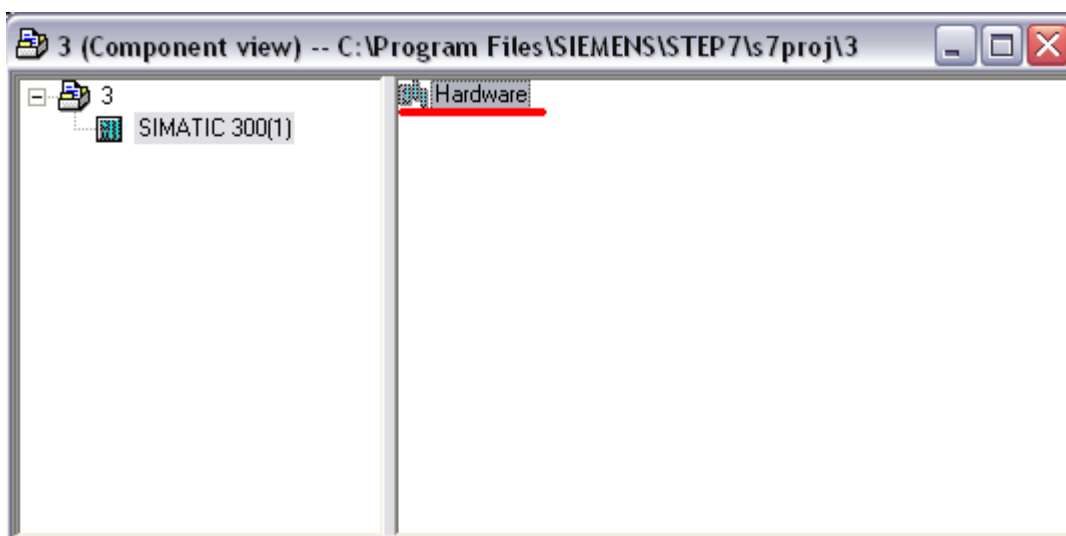 3 (Component view) -- C:\Program Files\SIEMENS\STEP7\s7proj\3
3
SIMATIC 300(1)
Hardware